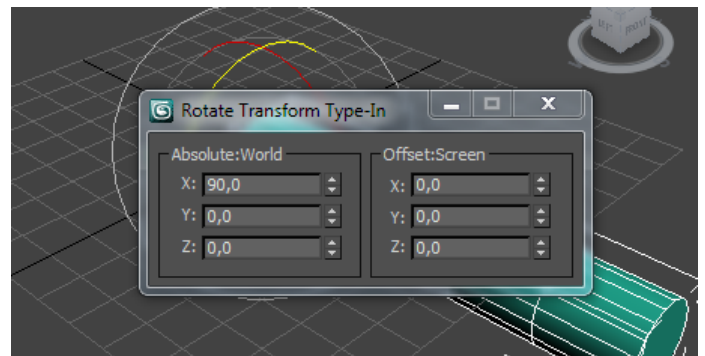 Rotate Transform Type-In
Absolute:World
X: 90,0
Y: 0,0
Z: 0,0
Offset:Screen
X: 0,0
Y: 0,0
Z: 0,0